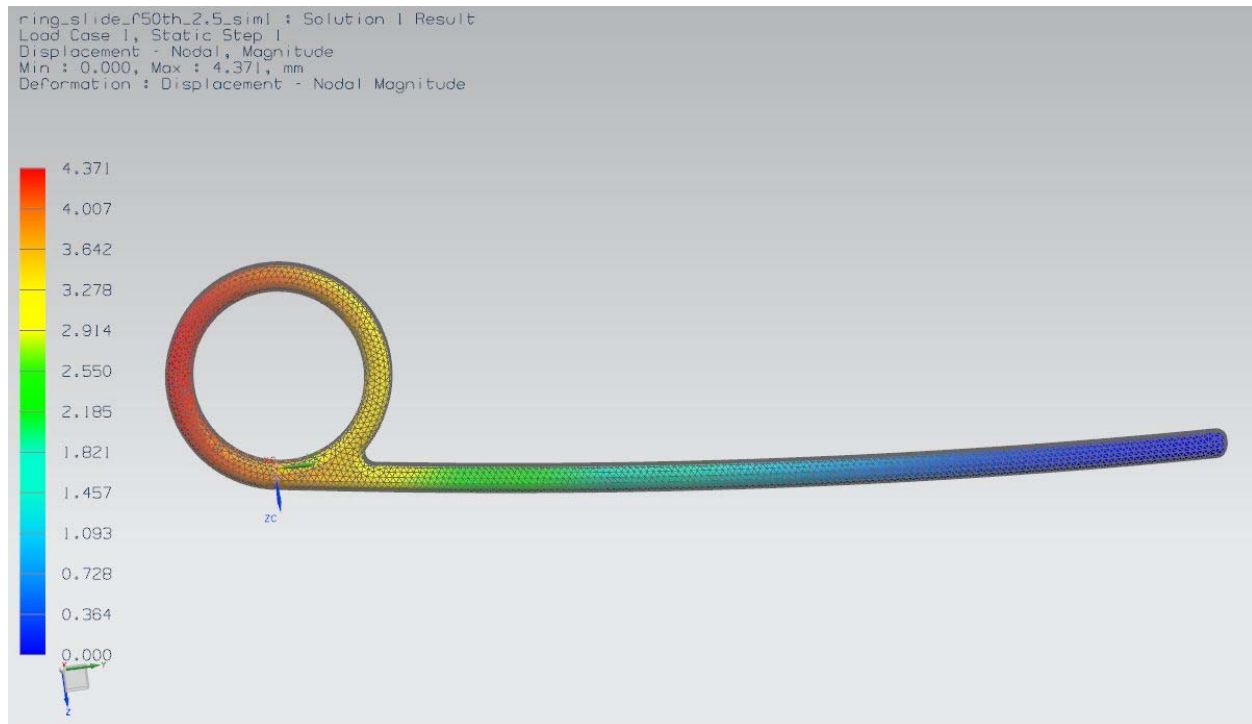 ring_slide_r50th_2.5_sim1 : Solution 1 Result
Load Case 1, Static Step 1
Displacement - Nodal, Magnitude
Min : 0.000, Max : 4.371, mm
Deformation : Displacement - Nodal Magnitude
4.371
4.007
3.642
3.278
2.914
2.550
2.185
1.821
1.457
1.093
0.728
0.364
0.000
ZC
Y
Z